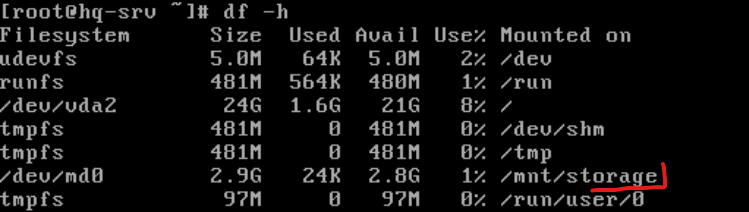 [root@hq-srv ~]# df -h
Filesystem Size Used Avail Use% Mounted on
udevfs 5.0M 64K 5.0M 2% /dev
runfs 481M 564K 480M 1% /run
/dev/vda2 24G 1.6G 21G 8% /
tmpfs 481M 0 481M 0% /dev/shm
tmpfs 481M 0 481M 0% /tmp
/dev/md0 2.9G 24K 2.8G 1% /mnt/storage
tmpfs 97M 0 97M 0% /run/user/0